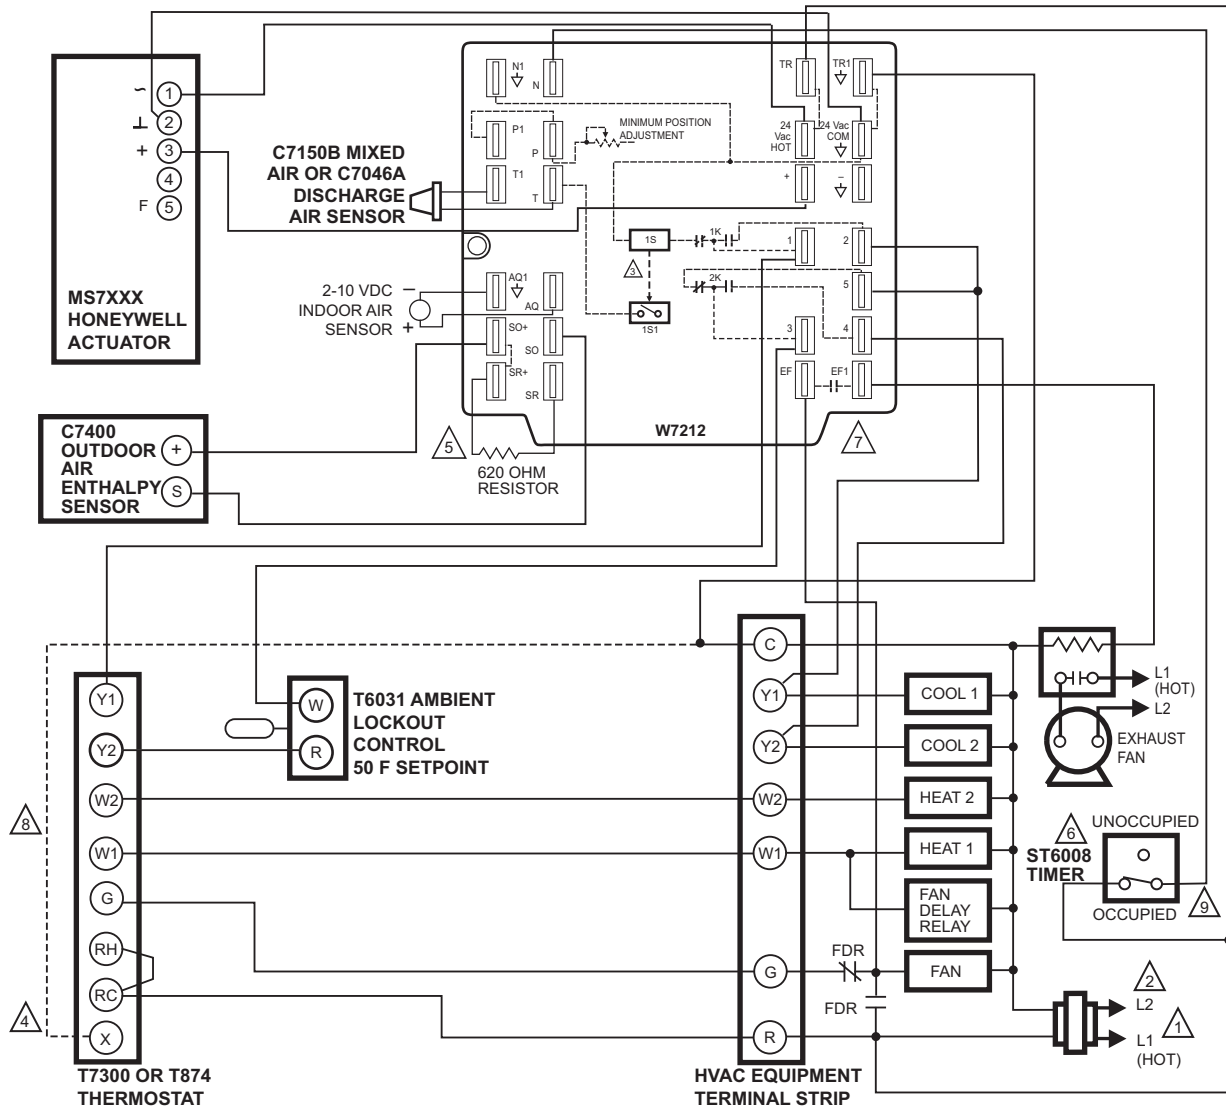 ~ 1
⊥ 2
+ 3
4
F 5
MS7XXX
HONEYWELL
ACTUATOR
C7150B MIXED
AIR OR C7046A
DISCHARGE
AIR SENSOR
N1
N
P1
P
T1
T
MINIMUM POSITION
ADJUSTMENT
TR
TR1
24
Vac
HOT
24 Vac
COM
+
–
1S
1K
1
2
3
2K
5
1S1
3
4
EF
EF1
2-10 VDC
INDOOR AIR
SENSOR
–
+
AQ1
AQ
SO+
SO
SR+
SR
W7212
5
7
620 OHM
RESISTOR
C7400
OUTDOOR
AIR
ENTHALPY
SENSOR
+
S
C
Y1
Y2
W2
W1
G
R
COOL 1
COOL 2
HEAT 2
HEAT 1
FAN
DELAY
RELAY
FAN
FDR
FDR
L1
(HOT)
L2
EXHAUST
FAN
Y1
Y2
W2
W1
G
RH
RC
X
W
R
T6031 AMBIENT
LOCKOUT
CONTROL
50 F SETPOINT
8
4
6
UNOCCUPIED
ST6008
TIMER
OCCUPIED
9
2
L2
1
L1
(HOT)
T7300 OR T874
THERMOSTAT
HVAC EQUIPMENT
TERMINAL STRIP